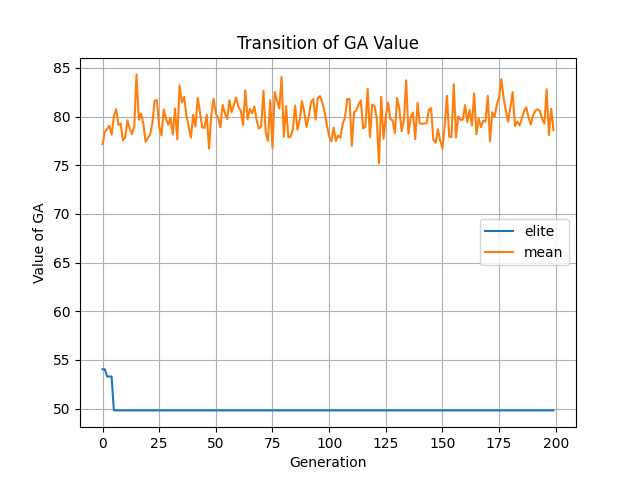 Transition of GA Value
Value of GA
85
80
75
70
65
60
55
50
elite
mean
0 25 50 75 100 125 150 175 200
Generation